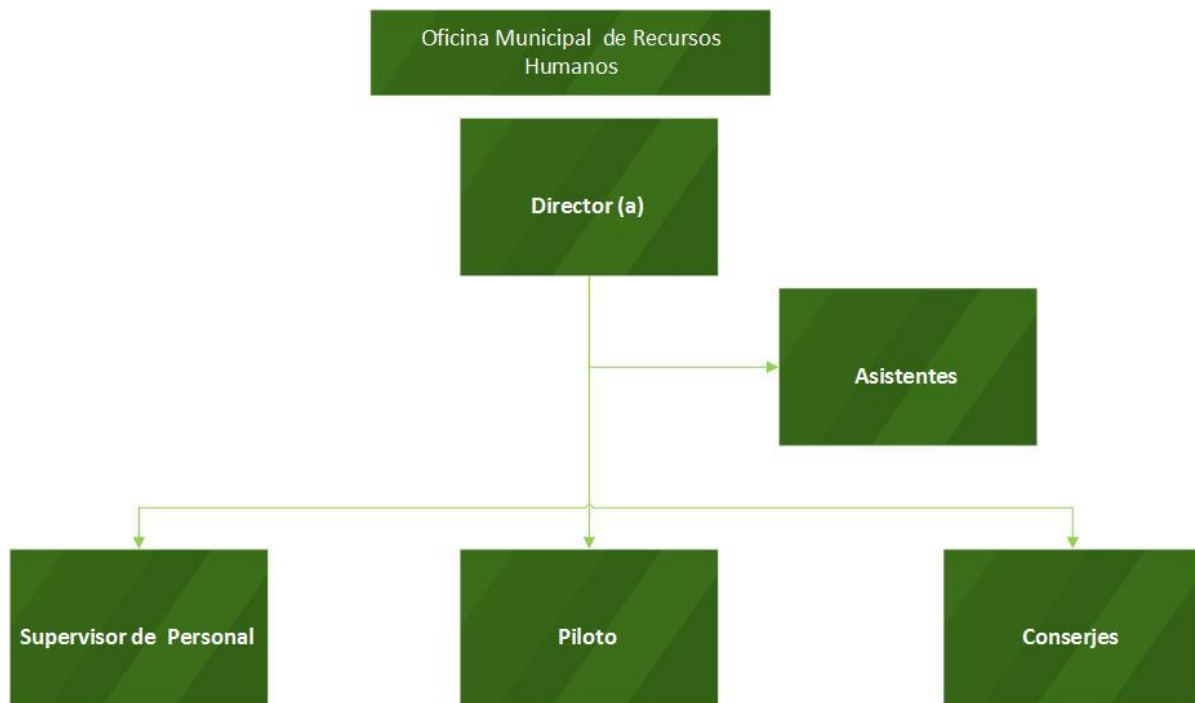 Oficina Municipal de Recursos
Humanos
Director (a)
Asistentes
Supervisor de Personal
Piloto
Conserjes